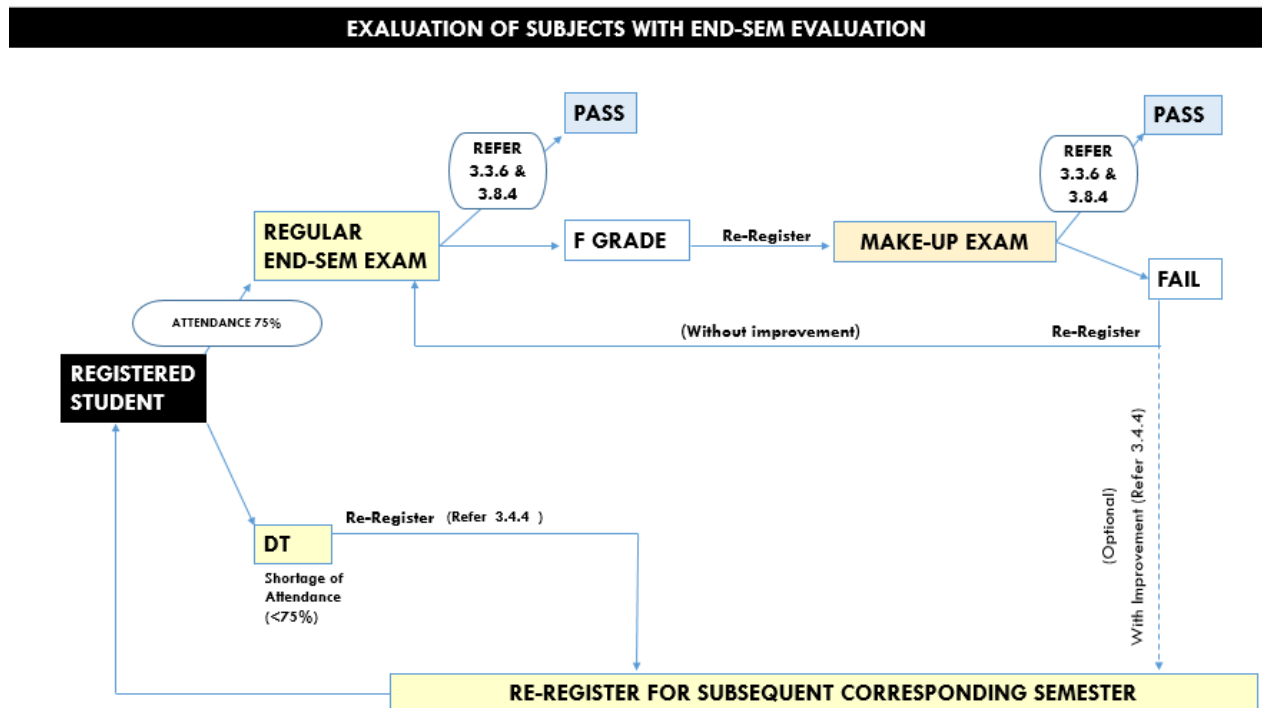 EXALUATION OF SUBJECTS WITH END-SEM EVALUATION
PASS
PASS
REFER
3.3.6 &
3.8.4
REFER
3.3.6 &
3.8.4
REGULAR
END-SEM EXAM
F GRADE
Re-Register
MAKE-UP EXAM
FAIL
ATTENDANCE 75%
(Without improvement)
Re-Register
REGISTERED
STUDENT
(Optional)
With Improvement (Refer 3.4.4)
Re-Register (Refer 3.4.4 )
DT
Shortage of
Attendance
(<75%)
RE-REGISTER FOR SUBSEQUENT CORRESPONDING SEMESTER